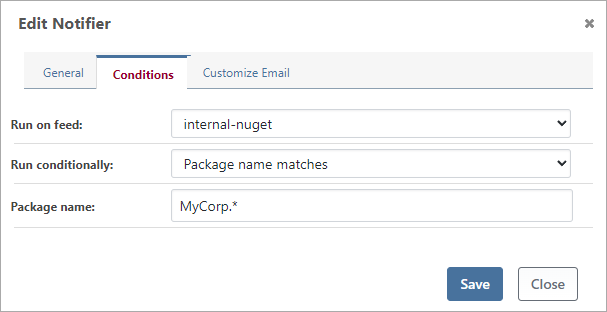 Edit Notifier
General Conditions Customize Email
Run on feed: internal-nuget
Run conditionally: Package name matches
Package name: MyCorp.*
Save Close